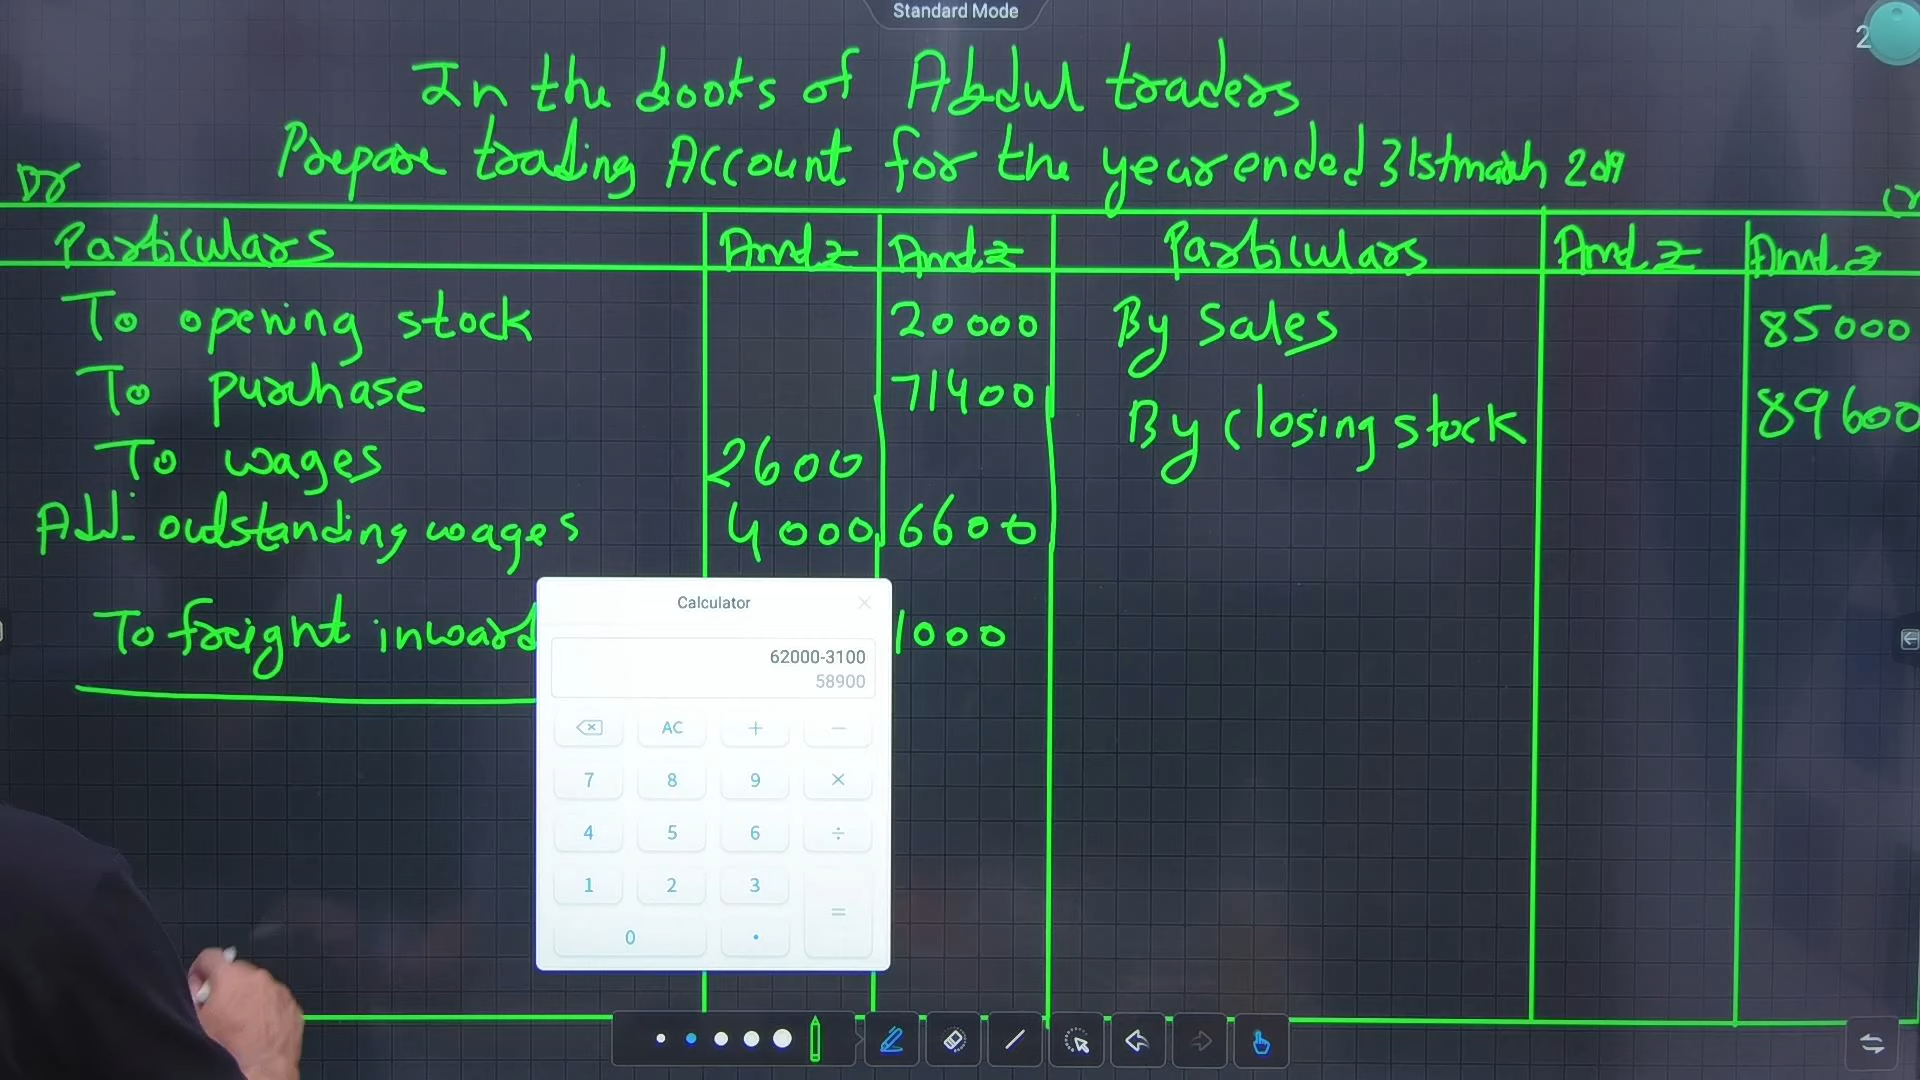 Standard Mode
2
In the books of Abdul traders
Prepare trading Account for the year ended 31st march 2019
Dr
Particulars Amt.₹ Amt.₹ Particulars Amt.₹ Amt.₹
To opening stock 20000 By Sales 85000
To purchase 71400 By closing stock 89600
To wages 2600
Add:- outstanding wages 4000 6600
To freight inward 1000
Calculator
62000-3100
58900
AC + −
7 8 9 ×
4 5 6 ÷
1 2 3 =
0 .